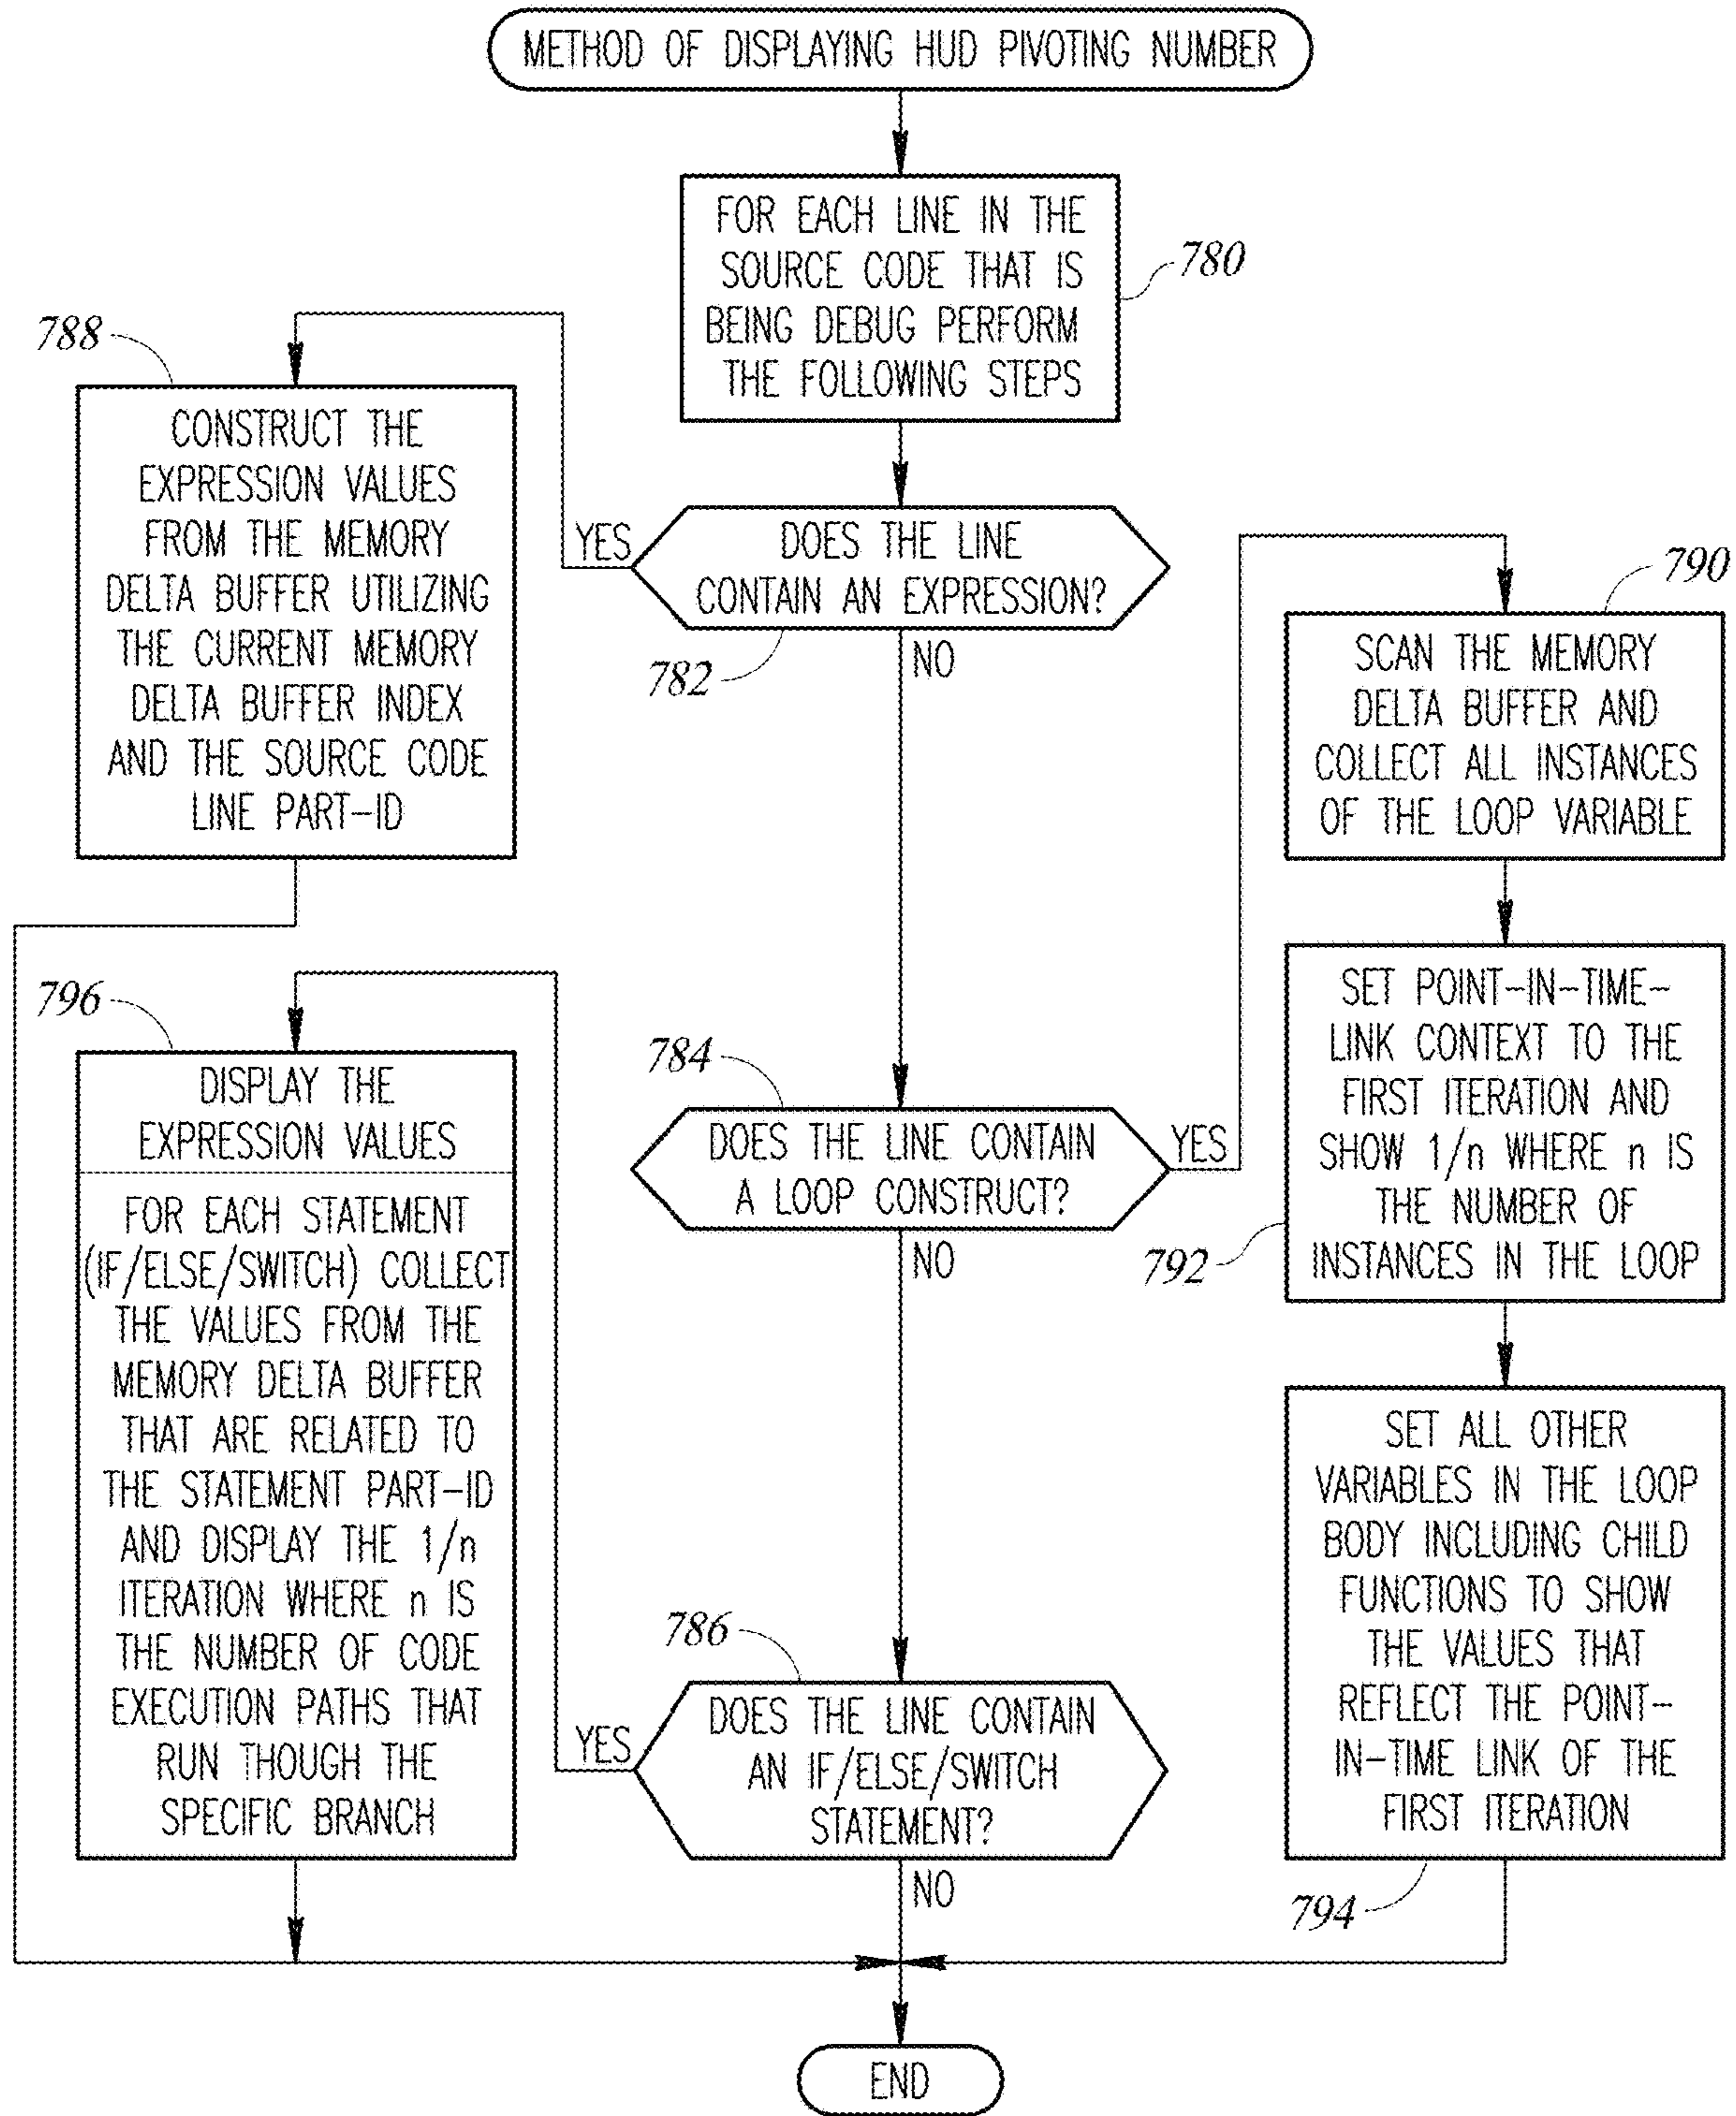 METHOD OF DISPLAYING HUD PIVOTING NUMBER
FOR EACH LINE IN THE
SOURCE CODE THAT IS
BEING DEBUG PERFORM
THE FOLLOWING STEPS
780
788
CONSTRUCT THE
EXPRESSION VALUES
FROM THE MEMORY
DELTA BUFFER UTILIZING
THE CURRENT MEMORY
DELTA BUFFER INDEX
AND THE SOURCE CODE
LINE PART-ID
YES
DOES THE LINE
CONTAIN AN EXPRESSION?
782
NO
790
SCAN THE MEMORY
DELTA BUFFER AND
COLLECT ALL INSTANCES
OF THE LOOP VARIABLE
796
DISPLAY THE
EXPRESSION VALUES
FOR EACH STATEMENT
(IF/ELSE/SWITCH) COLLECT
THE VALUES FROM THE
MEMORY DELTA BUFFER
THAT ARE RELATED TO
THE STATEMENT PART-ID
AND DISPLAY THE 1/n
ITERATION WHERE n IS
THE NUMBER OF CODE
EXECUTION PATHS THAT
RUN THOUGH THE
SPECIFIC BRANCH
784
DOES THE LINE CONTAIN
A LOOP CONSTRUCT?
YES
NO
SET POINT-IN-TIME-
LINK CONTEXT TO THE
FIRST ITERATION AND
SHOW 1/n WHERE n IS
THE NUMBER OF
INSTANCES IN THE LOOP
792
SET ALL OTHER
VARIABLES IN THE LOOP
BODY INCLUDING CHILD
FUNCTIONS TO SHOW
THE VALUES THAT
REFLECT THE POINT-
IN-TIME LINK OF THE
FIRST ITERATION
794
786
YES
DOES THE LINE CONTAIN
AN IF/ELSE/SWITCH
STATEMENT?
NO
END